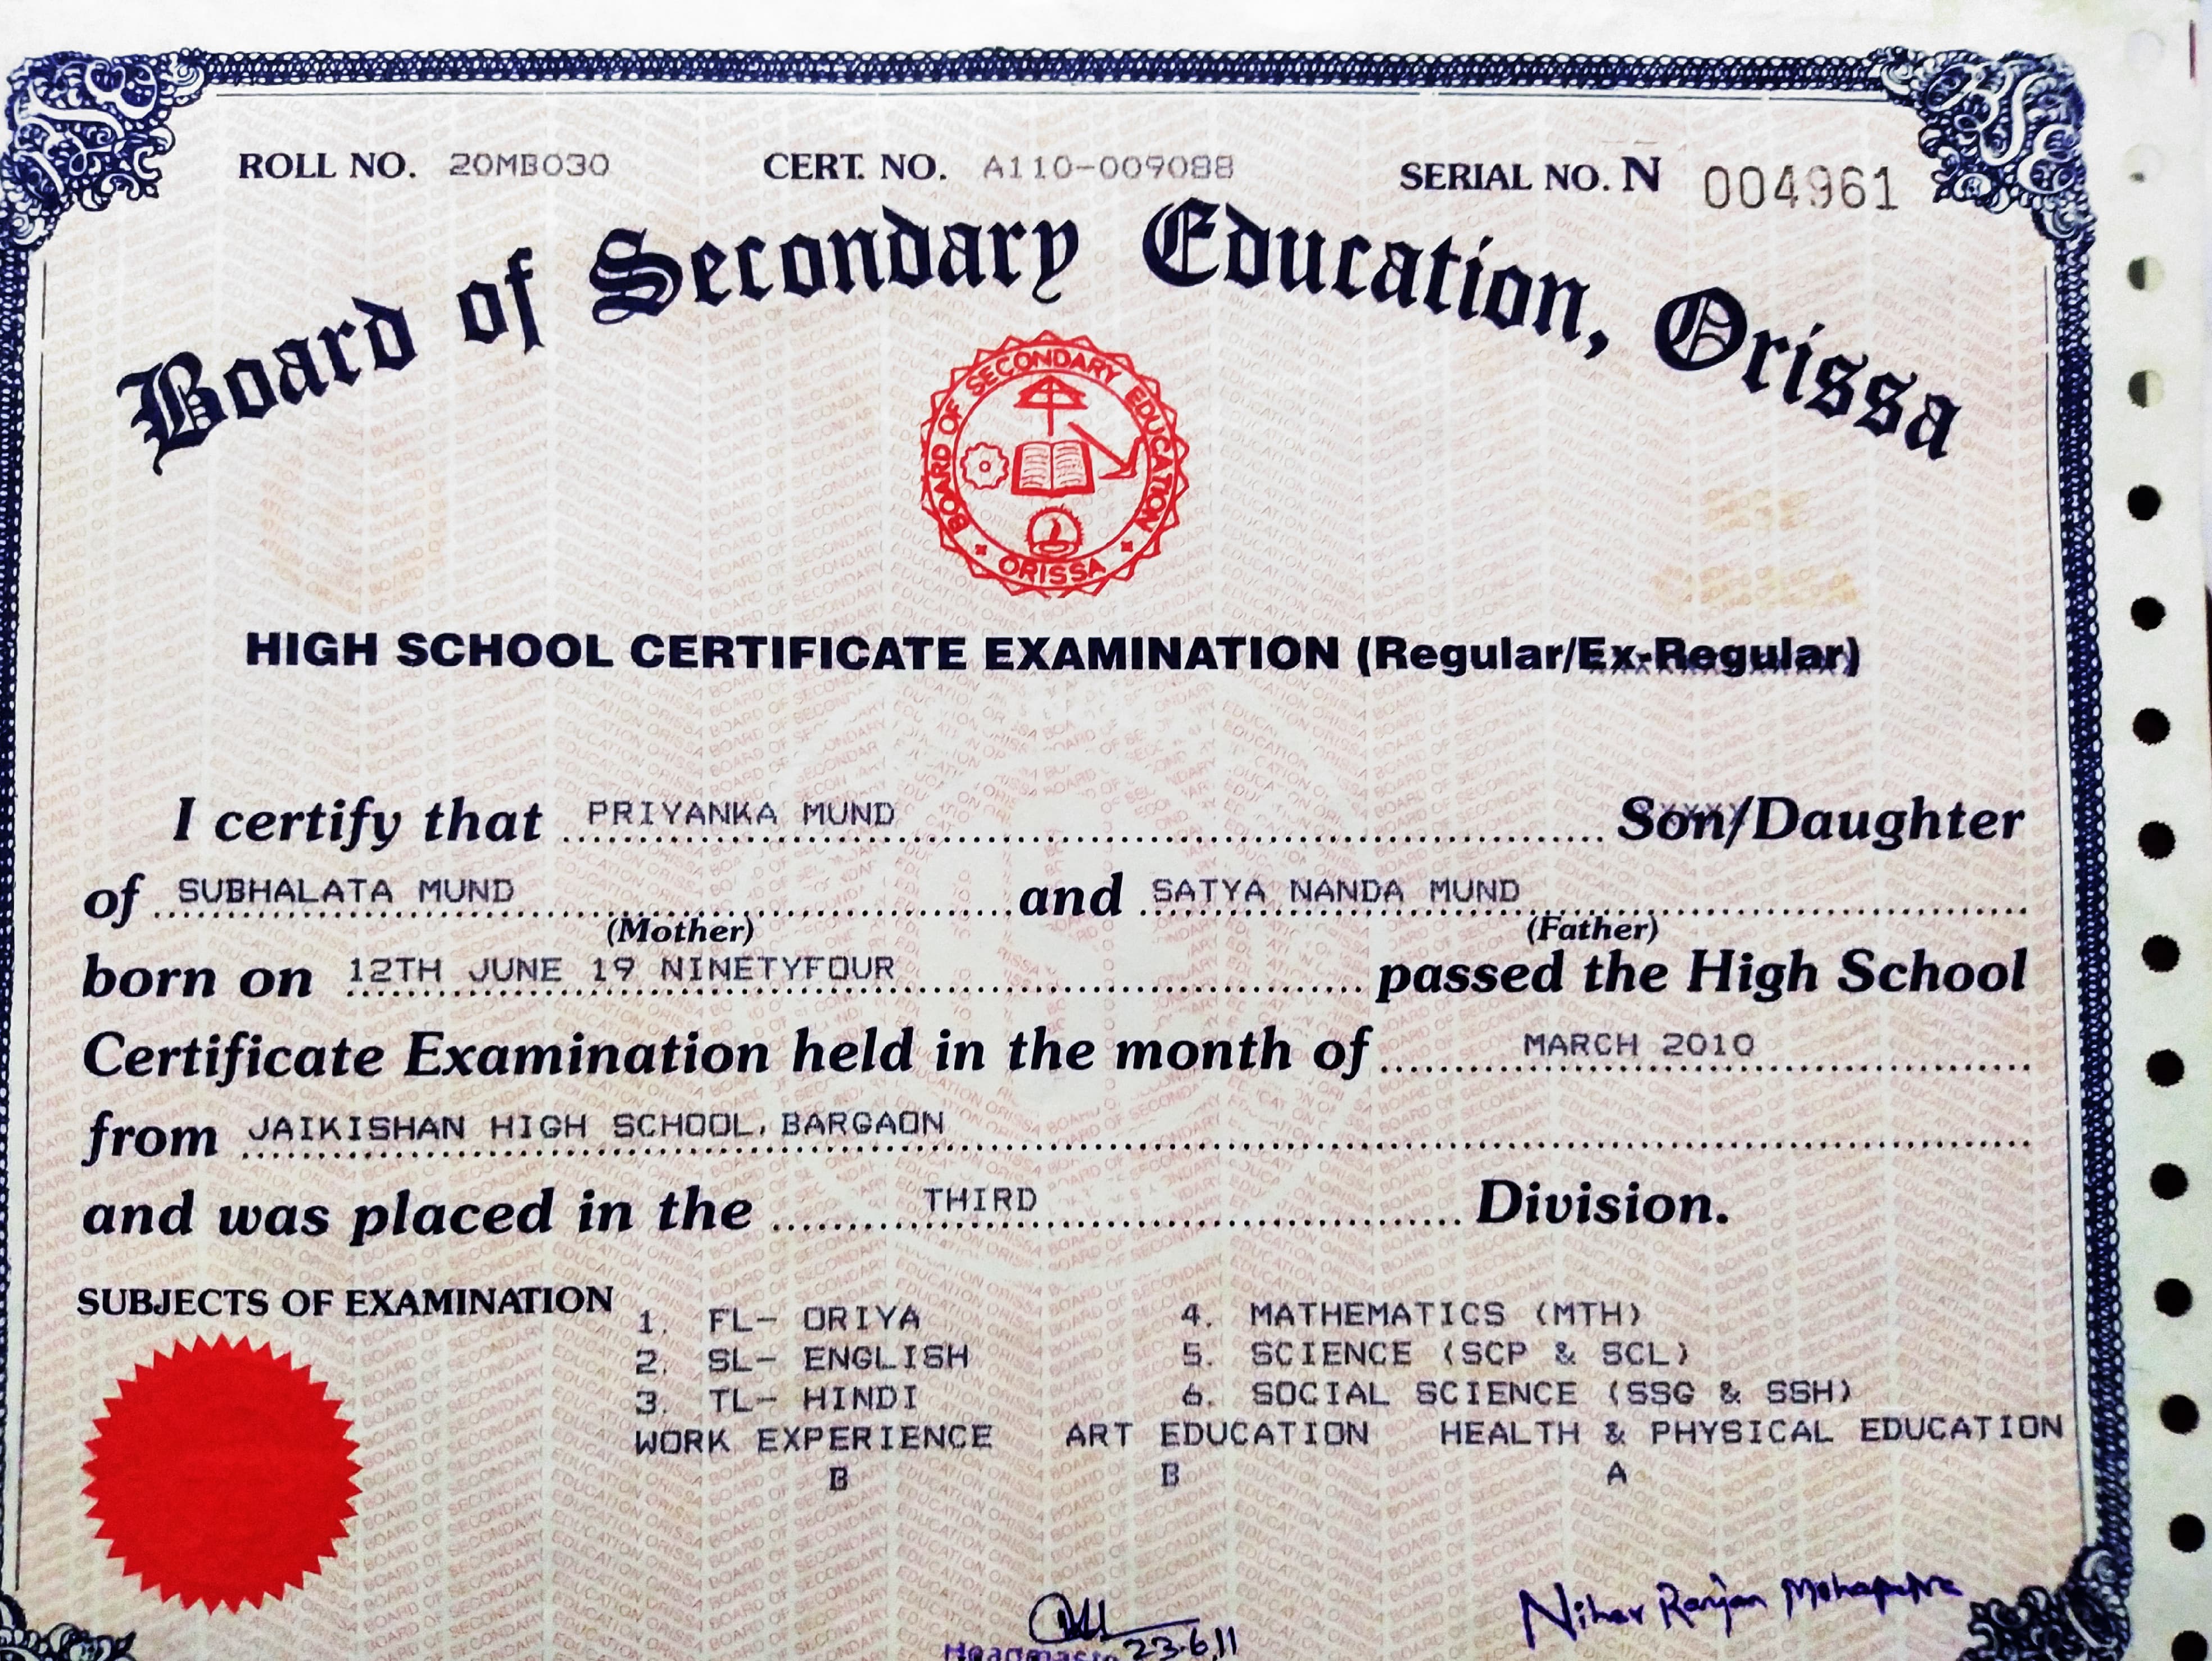 ROLL NO. 20MB030 CERT. NO. A110-009088 SERIAL NO. N 004961
Board of Secondary Education, Orissa
BOARD OF SECONDARY EDUCATION
ORISSA
HIGH SCHOOL CERTIFICATE EXAMINATION (Regular/Ex-Regular)
I certify that PRIYANKA MUND Son/Daughter
of SUBHALATA MUND and SATYA NANDA MUND
(Mother) (Father)
born on 12TH JUNE 19 NINETYFOUR passed the High School
Certificate Examination held in the month of MARCH 2010
from JAIKISHAN HIGH SCHOOL, BARGAON
and was placed in the THIRD Division.
SUBJECTS OF EXAMINATION
1. FL- ORIYA 4. MATHEMATICS (MTH)
2. SL- ENGLISH 5. SCIENCE (SCP & SCL)
3. TL- HINDI 6. SOCIAL SCIENCE (SSG & SSH)
WORK EXPERIENCE ART EDUCATION HEALTH & PHYSICAL EDUCATION
B B A
23.6.11 Nihar Ranjan Mohapatra